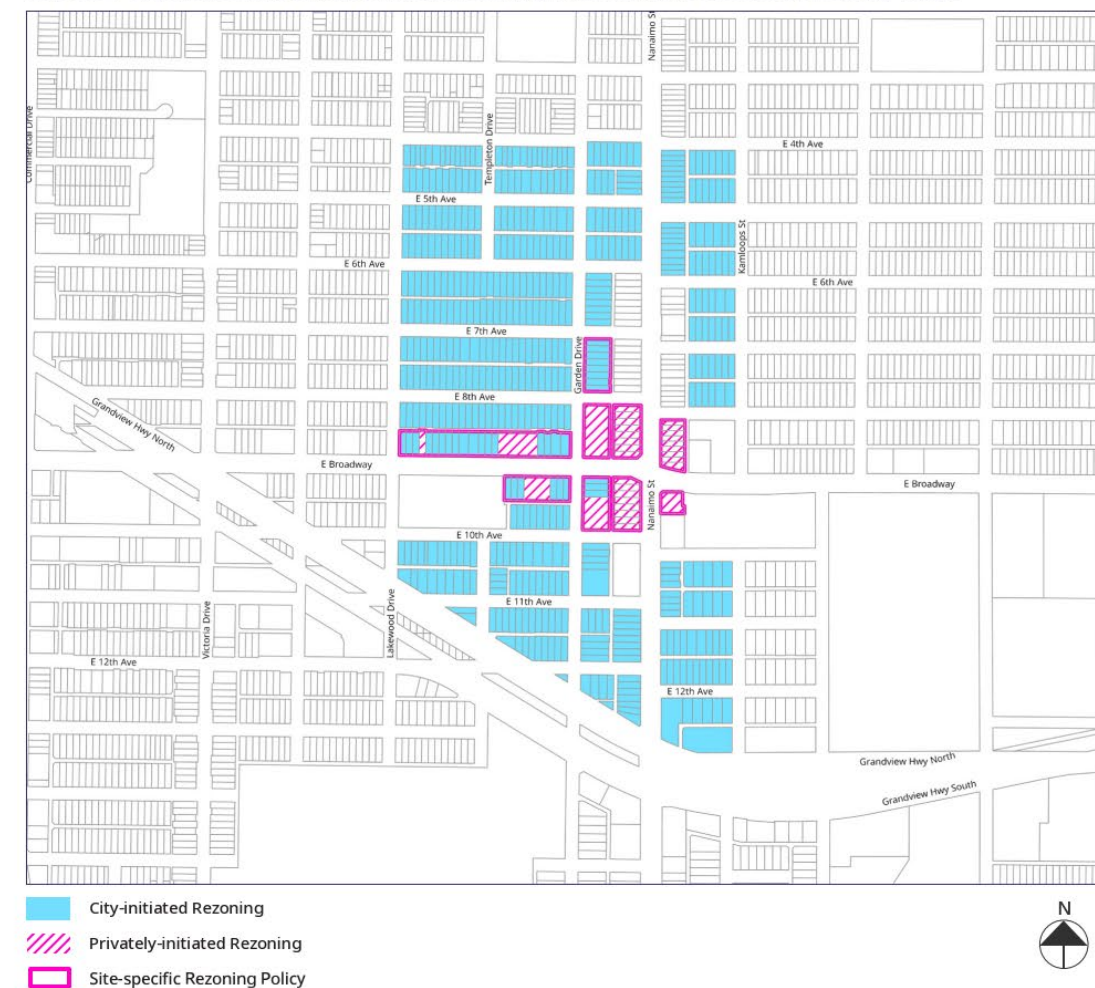 Nanaimo St
Commercial Drive
Templeton Drive
E 4th Ave
E 5th Ave
Kamloops St
E 6th Ave
E 6th Ave
E 7th Ave
Garden Drive
E 8th Ave
Grandview Hwy North
E Broadway
E Broadway
Nanaimo St
E 10th Ave
E 11th Ave
Lakewood Drive
Victoria Drive
E 12th Ave
E 12th Ave
Grandview Hwy North
Grandview Hwy South
City-initiated Rezoning
N
Privately-initiated Rezoning
Site-specific Rezoning Policy